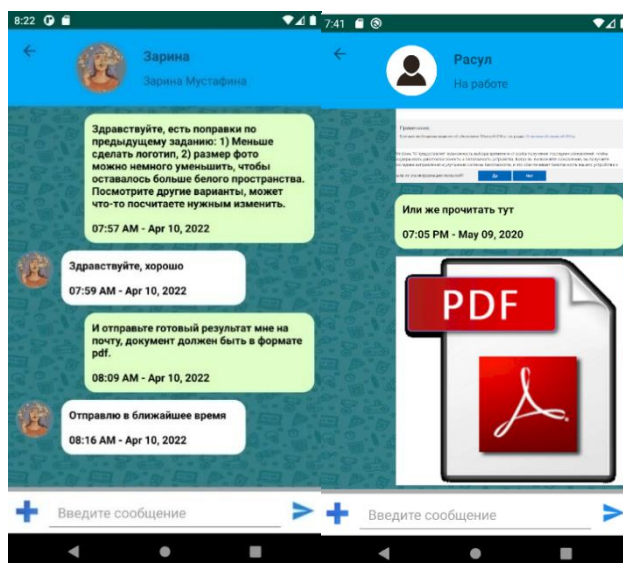 8:22
Зарина
Зарина Мустафина
Здравствуйте, есть поправки по
предыдущему заданию: 1) Меньше
сделать логотип, 2) размер фото
можно немного уменьшить, чтобы
оставалось больше белого пространства.
Посмотрите другие варианты, может
что-то посчитаете нужным изменить.
07:57 AM - Apr 10, 2022
Здравствуйте, хорошо
07:59 AM - Apr 10, 2022
И отправьте готовый результат мне на
почту, документ должен быть в формате
pdf.
08:09 AM - Apr 10, 2022
Отправлю в ближайшее время
08:16 AM - Apr 10, 2022
Введите сообщение
7:41
Расул
На работе
Примечание
Да
Нет
Или же прочитать тут
07:05 PM - May 09, 2020
PDF
Введите сообщение